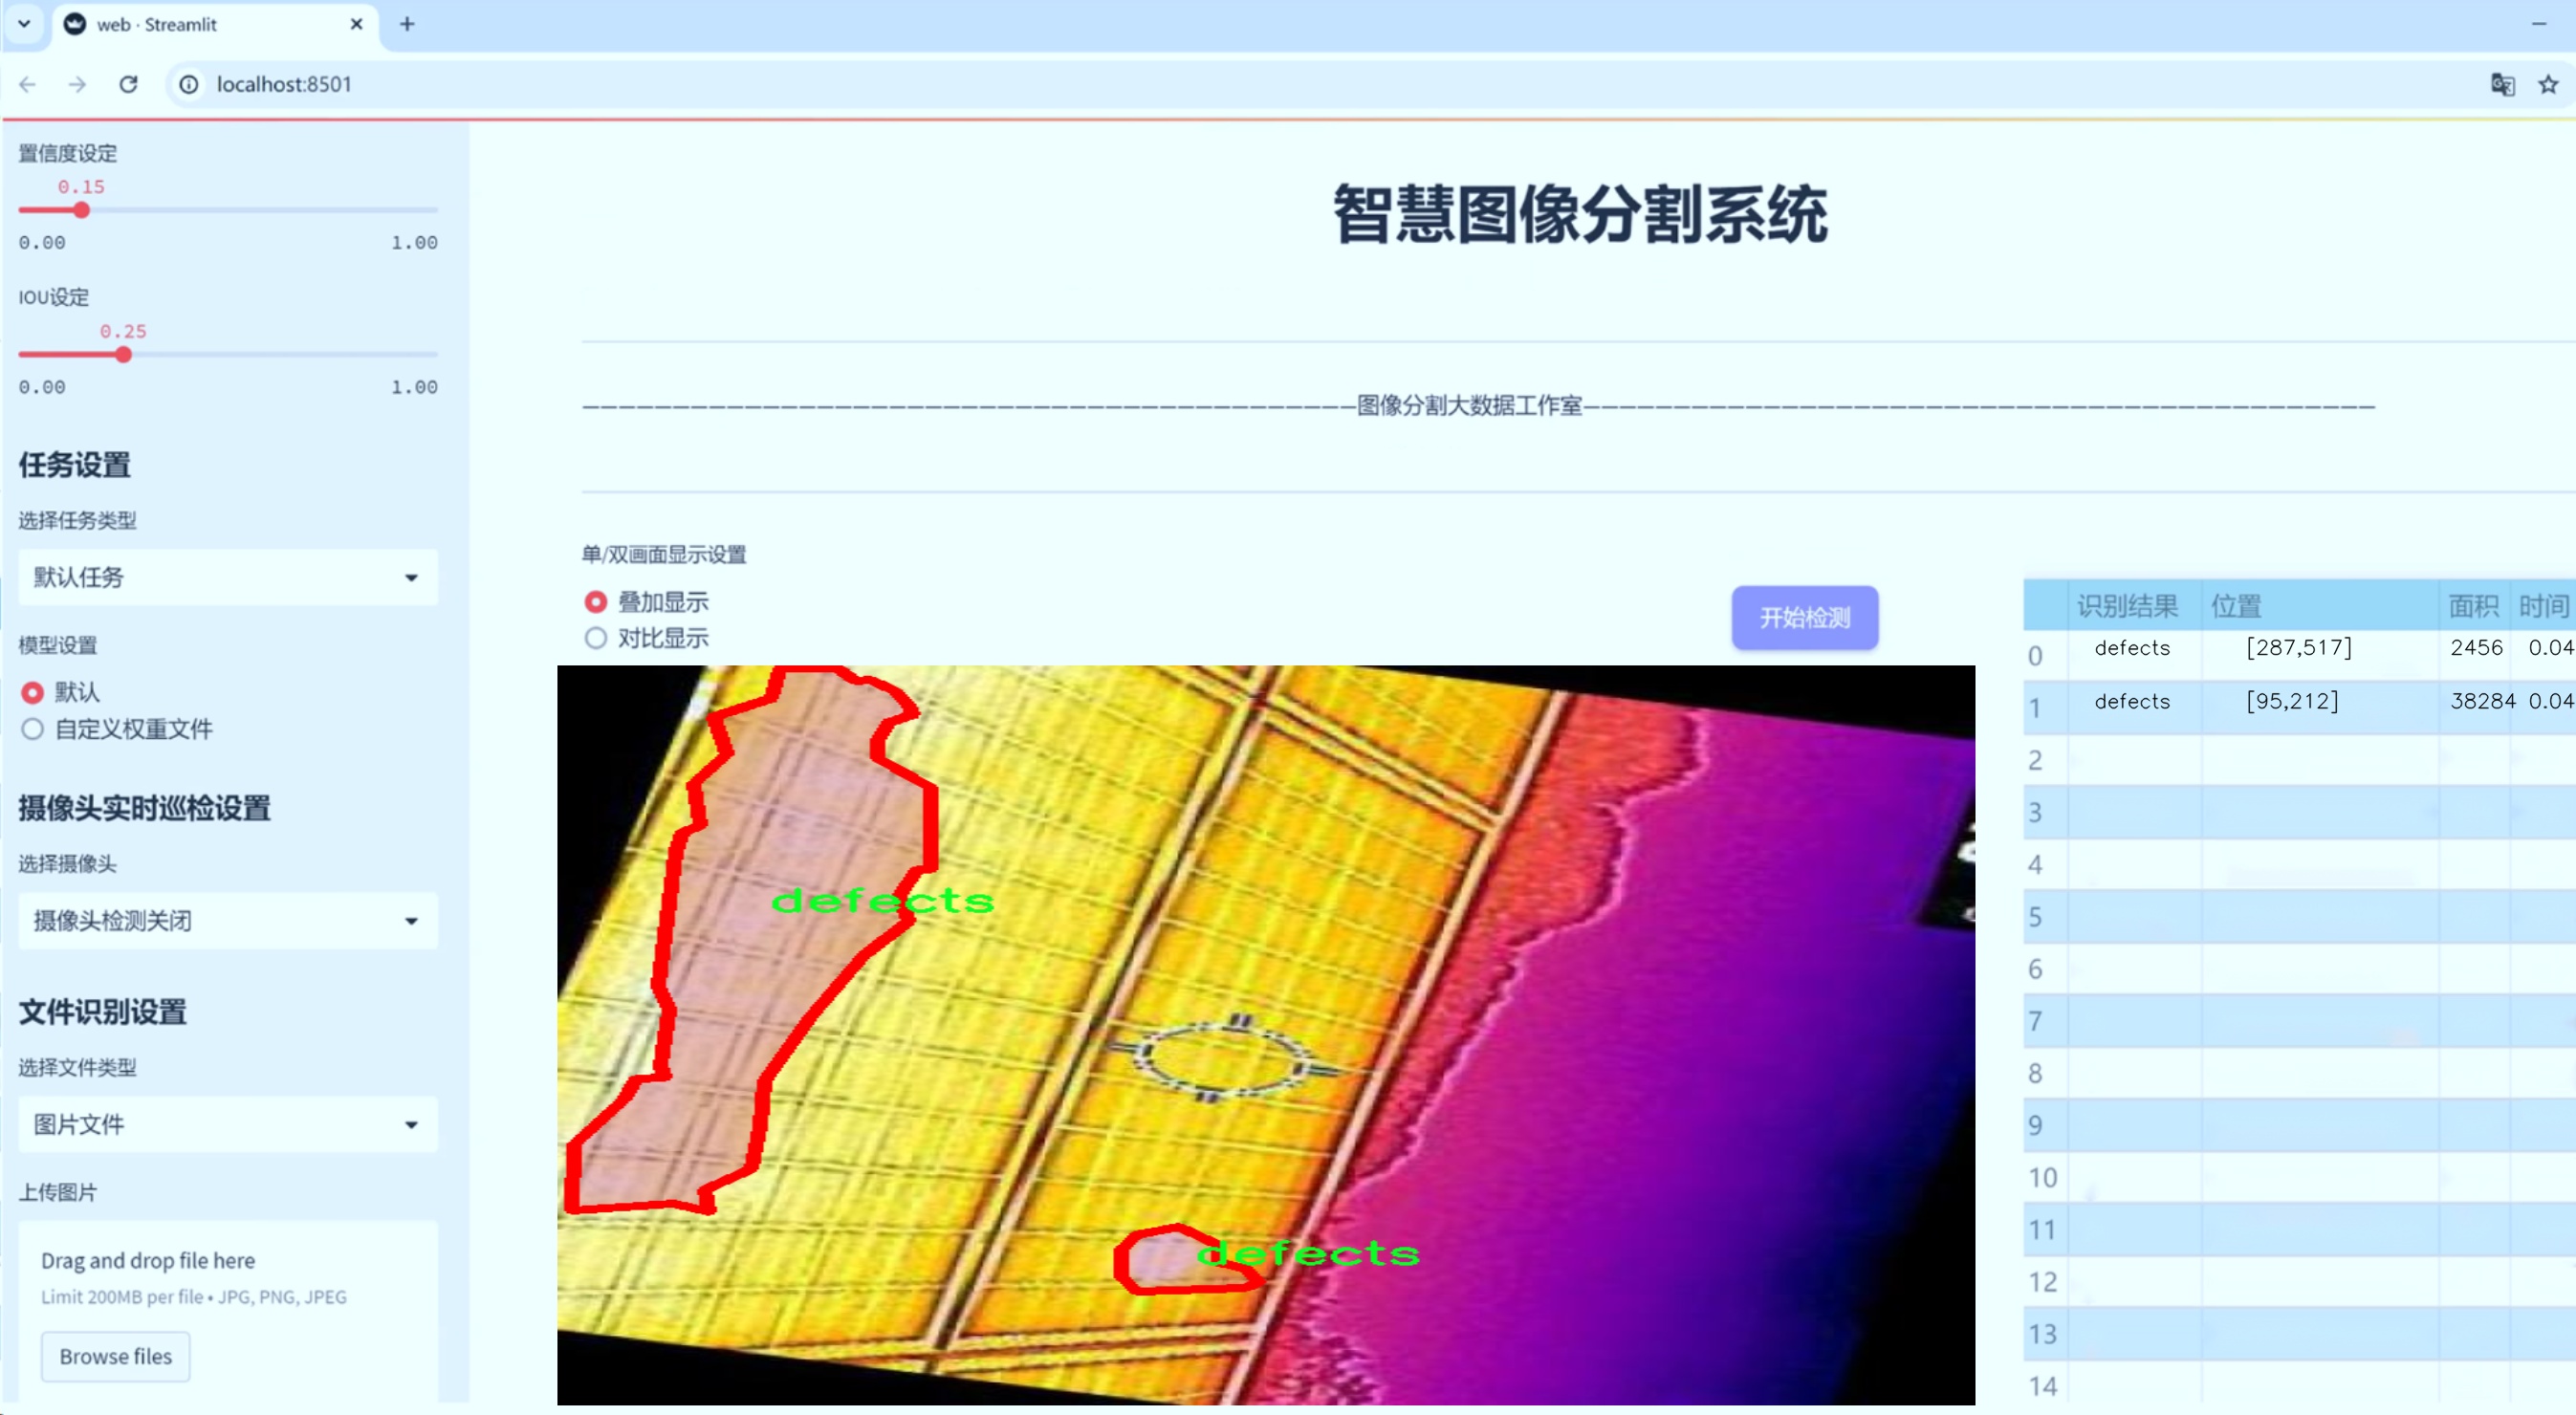 web · Streamlit
localhost:8501
置信度设定
0.15
0.00 1.00
IOU设定
0.25
0.00 1.00
任务设置
选择任务类型
默认任务
模型设置
默认
自定义权重文件
摄像头实时巡检设置
选择摄像头
摄像头检测关闭
文件识别设置
选择文件类型
图片文件
上传图片
Drag and drop file here
Limit 200MB per file • JPG, PNG, JPEG
Browse files
智慧图像分割系统
图像分割大数据工作室
单/双画面显示设置
叠加显示
对比显示
开始检测
defects
defects
识别结果 位置 面积 时间
0 defects [287,517] 2456 0.04
1 defects [95,212] 38284 0.04
2
3
4
5
6
7
8
9
10
11
12
13
14